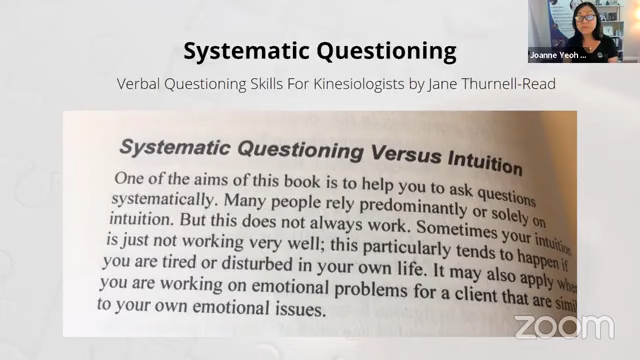 Systematic Questioning
Verbal Questioning Skills For Kinesiologists by Jane Thurnell-Read
Joanne Yeoh ...
Systematic Questioning Versus Intuition
One of the aims of this book is to help you to ask questions
systematically. Many people rely predominantly or solely on
intuition. But this does not always work. Sometimes your intuition
is just not working very well; this particularly tends to happen if
you are tired or disturbed in your own life. It may also apply whe
you are working on emotional problems for a client that are simi
to your own emotional issues.
zoom